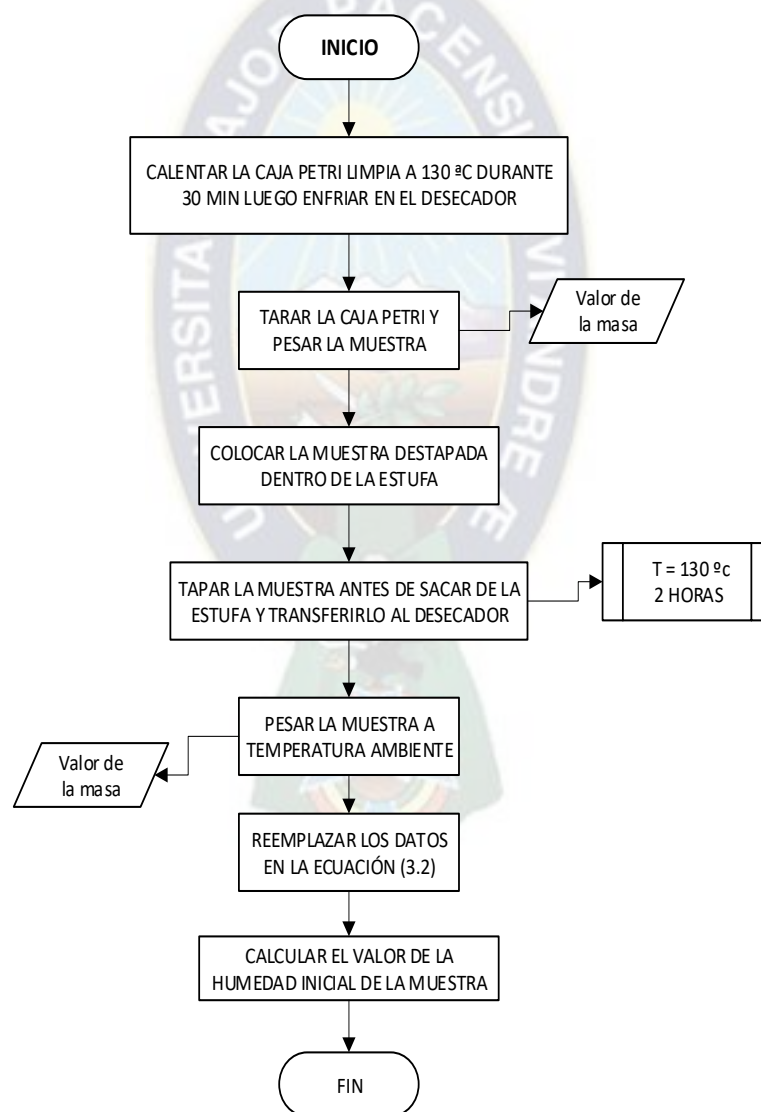 INICIO
CALENTAR LA CAJA PETRI LIMPIA A 130 ªC DURANTE
30 MIN LUEGO ENFRIAR EN EL DESECADOR
TARAR LA CAJA PETRI Y
PESAR LA MUESTRA
Valor de
la masa
COLOCAR LA MUESTRA DESTAPADA
DENTRO DE LA ESTUFA
TAPAR LA MUESTRA ANTES DE SACAR DE LA
ESTUFA Y TRANSFERIRLO AL DESECADOR
T = 130 ºc
2 HORAS
PESAR LA MUESTRA A
TEMPERATURA AMBIENTE
Valor de
la masa
REEMPLAZAR LOS DATOS
EN LA ECUACIÓN (3.2)
CALCULAR EL VALOR DE LA
HUMEDAD INICIAL DE LA MUESTRA
FIN